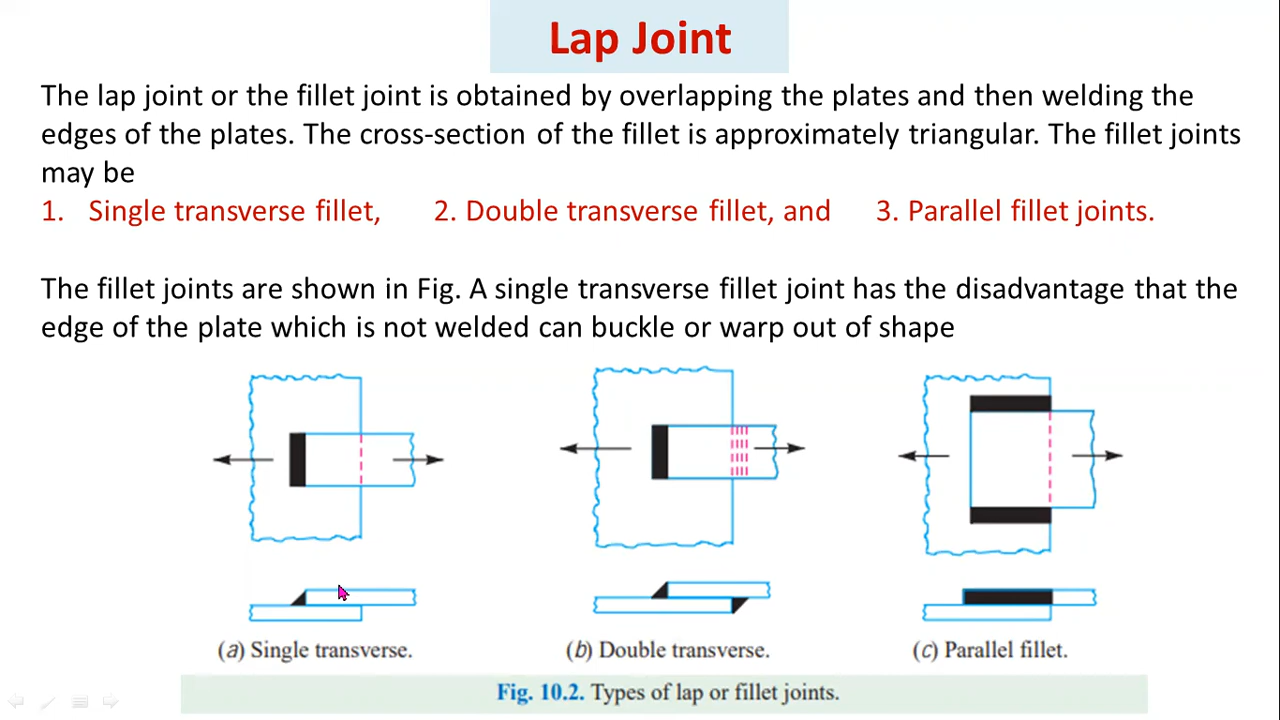 Lap Joint
The lap joint or the fillet joint is obtained by overlapping the plates and then welding the
edges of the plates. The cross-section of the fillet is approximately triangular. The fillet joints
may be
1. Single transverse fillet, 2. Double transverse fillet, and 3. Parallel fillet joints.
The fillet joints are shown in Fig. A single transverse fillet joint has the disadvantage that the
edge of the plate which is not welded can buckle or warp out of shape
(a) Single transverse. (b) Double transverse. (c) Parallel fillet.
Fig. 10.2. Types of lap or fillet joints.